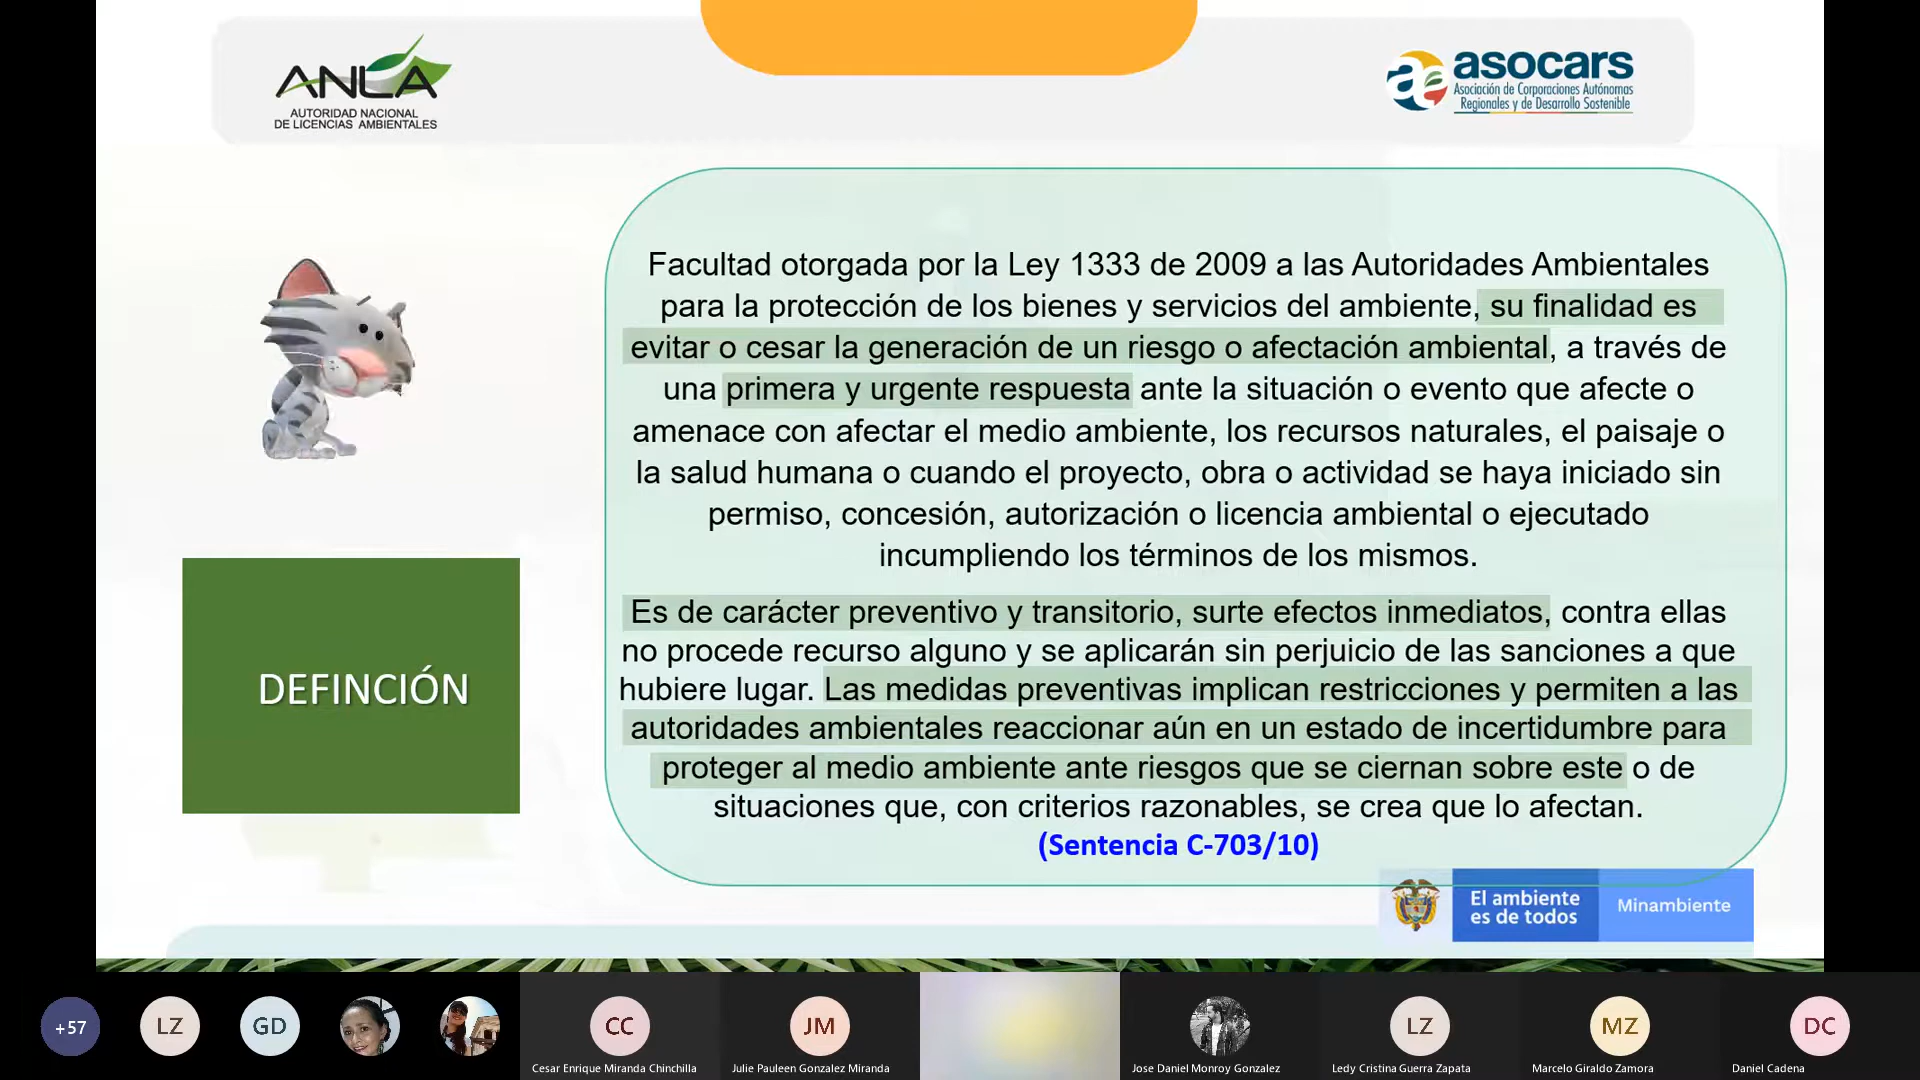 ANLA
AUTORIDAD NACIONAL
DE LICENCIAS AMBIENTALES
asocars
Asociación de Corporaciones Autónomas
Regionales y de Desarrollo Sostenible
Facultad otorgada por la Ley 1333 de 2009 a las Autoridades Ambientales
para la protección de los bienes y servicios del ambiente, su finalidad es
evitar o cesar la generación de un riesgo o afectación ambiental, a través de
una primera y urgente respuesta ante la situación o evento que afecte o
amenace con afectar el medio ambiente, los recursos naturales, el paisaje o
la salud humana o cuando el proyecto, obra o actividad se haya iniciado sin
permiso, concesión, autorización o licencia ambiental o ejecutado
incumpliendo los términos de los mismos.
DEFINCIÓN
Es de carácter preventivo y transitorio, surte efectos inmediatos, contra ellas
no procede recurso alguno y se aplicarán sin perjuicio de las sanciones a que
hubiere lugar. Las medidas preventivas implican restricciones y permiten a las
autoridades ambientales reaccionar aún en un estado de incertidumbre para
proteger al medio ambiente ante riesgos que se ciernan sobre este o de
situaciones que, con criterios razonables, se crea que lo afectan.
(Sentencia C-703/10)
El ambiente
es de todos
Minambiente
+57
LZ
GD
CC
Cesar Enrique Miranda Chinchilla
JM
Julie Pauleen Gonzalez Miranda
Jose Daniel Monroy Gonzalez
LZ
Ledy Cristina Guerra Zapata
MZ
Marcelo Giraldo Zamora
DC
Daniel Cadena